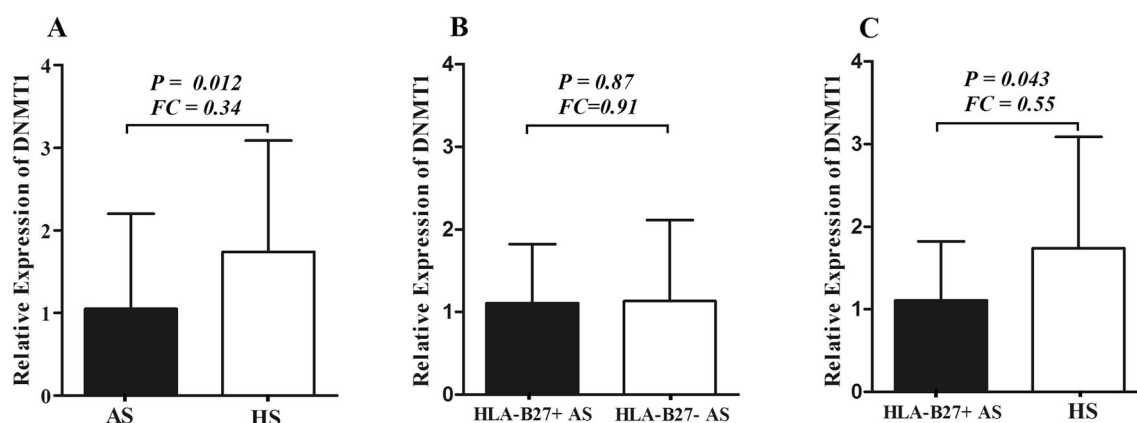 A
Relative Expression of DNMT1
4
3
2
1
0
P = 0.012
FC = 0.34
AS
HS
B
Relative Expression of DNMT1
4
3
2
1
0
P = 0.87
FC=0.91
HLA-B27+ AS
HLA-B27- AS
C
Relative Expression of DNMT1
4
3
2
1
0
P = 0.043
FC = 0.55
HLA-B27+ AS
HS